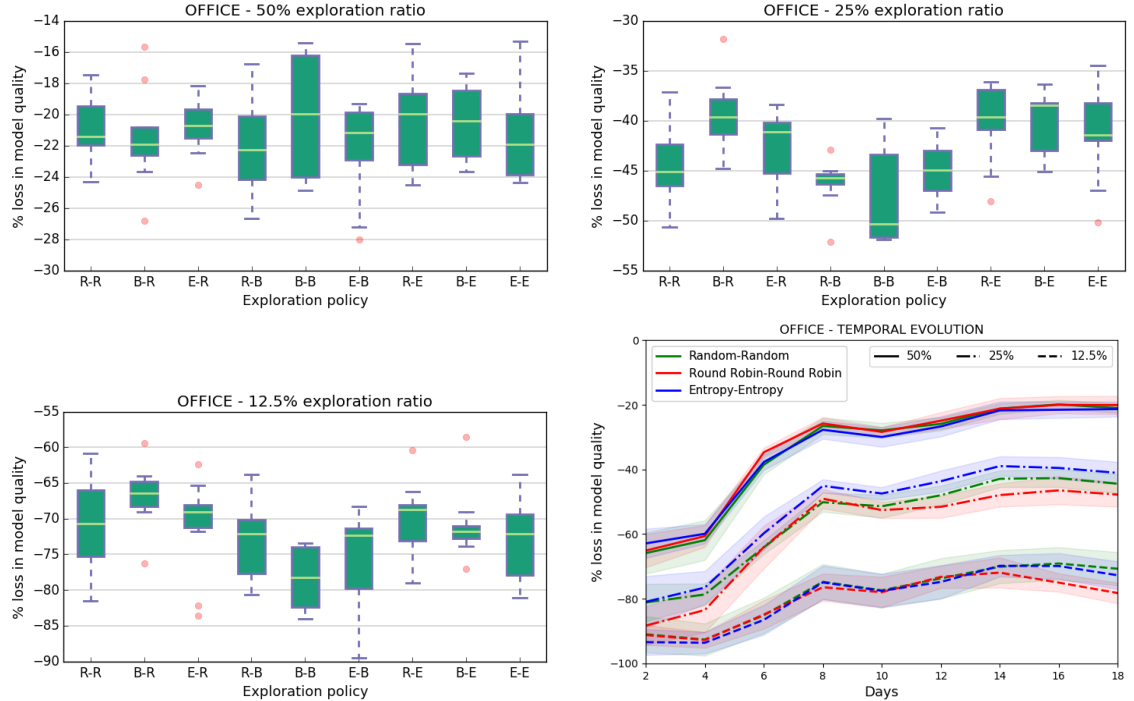 OFFICE - 50% exploration ratio
% loss in model quality
−14
−16
−18
−20
−22
−24
−26
−28
−30
R-R B-R E-R R-B B-B E-B R-E B-E E-E
Exploration policy
OFFICE - 25% exploration ratio
% loss in model quality
−30
−35
−40
−45
−50
−55
R-R B-R E-R R-B B-B E-B R-E B-E E-E
Exploration policy
OFFICE - 12.5% exploration ratio
% loss in model quality
−55
−60
−65
−70
−75
−80
−85
−90
R-R B-R E-R R-B B-B E-B R-E B-E E-E
Exploration policy
OFFICE - TEMPORAL EVOLUTION
Random-Random
Round Robin-Round Robin
Entropy-Entropy
50% 25% 12.5%
% loss in model quality
0
−20
−40
−60
−80
−100
2 4 6 8 10 12 14 16 18
Days